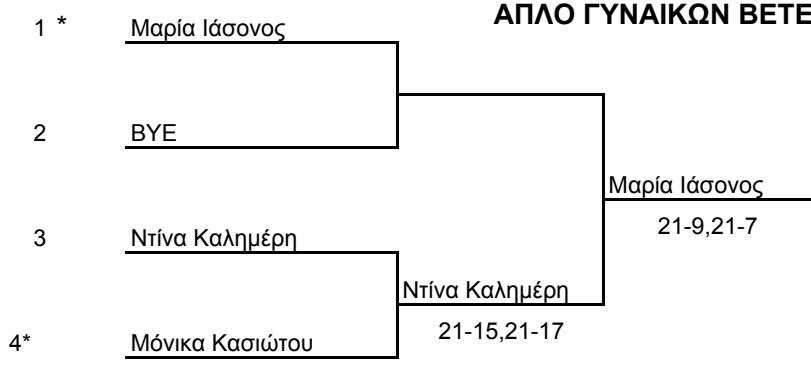 ΑΠΛΟ ΓΥΝΑΙΚΩΝ
1 * Μαρία Ιάσονος
2 BYE
Μαρία Ιάσονος
21-9,21-7
3 Ντίνα Καλημέρη
Ντίνα Καλημέρη
21-15,21-17
4* Μόνικα Κασιώτου